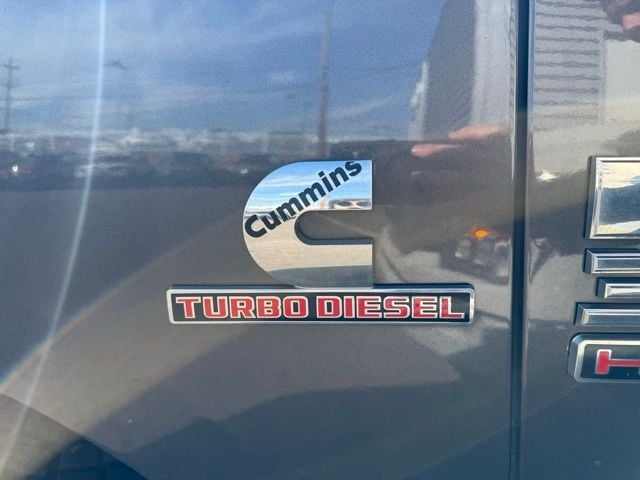 Cummins
TURBO DIESEL
H